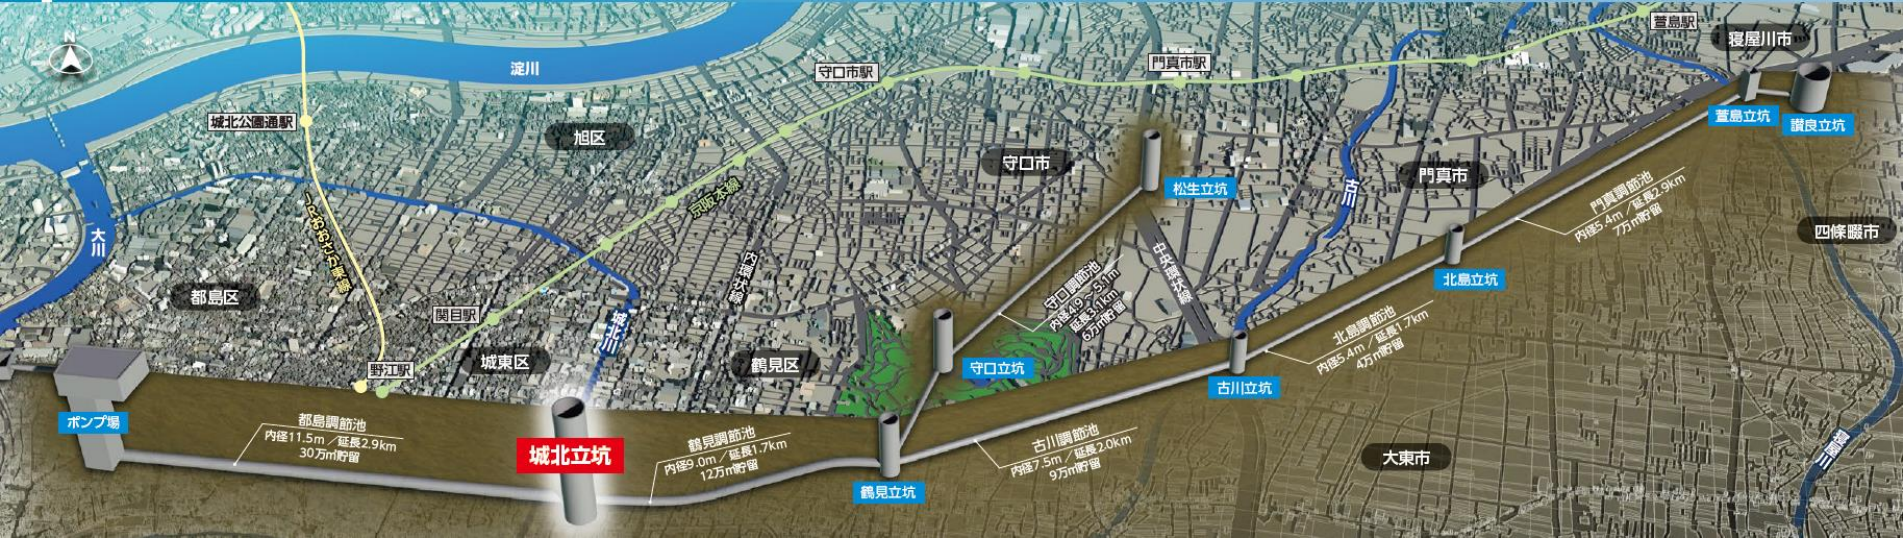 N
淀川
城北公園通駅
守口市駅
門真市駅
萱島駅
寝屋川市
旭区
守口市
門真市
四條畷市
大川
JRおおさか東線
京阪本線
古川
松生立坑
萱島立坑
讃良立坑
都島区
関目駅
城北川
内環状線
中央環状線
北島立坑
門真調節池
内径5.4m/延長2.9km
7万㎥貯留
守口調節池
内径4.9~5.1m
延長3.1km
6万㎥貯留
野江駅
城東区
鶴見区
守口立坑
古川立坑
北島調節池
内径5.4m/延長1.7km
4万㎥貯留
ポンプ場
都島調節池
内径11.5m/延長2.9km
30万㎥貯留
城北立坑
鶴見調節池
内径9.0m/延長1.7km
12万㎥貯留
鶴見立坑
古川調節池
内径7.5m/延長2.0km
9万㎥貯留
大東市
寝屋川